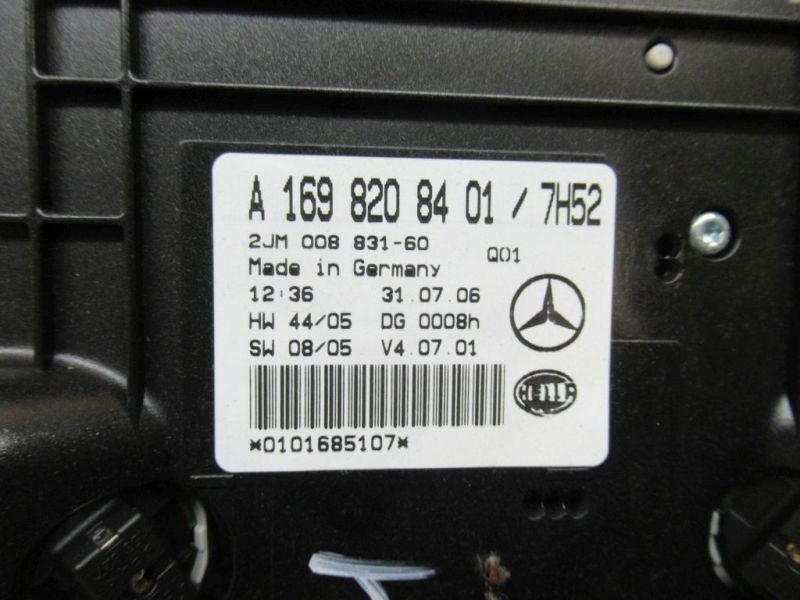 A 169 820 84 01 / 7H52
2JM 008 831-60 Q01
Made in Germany
12:36 31.07.06
HW 44/05 DG 0008h
SW 08/05 V4.07.01
HELLA
*0101685107*